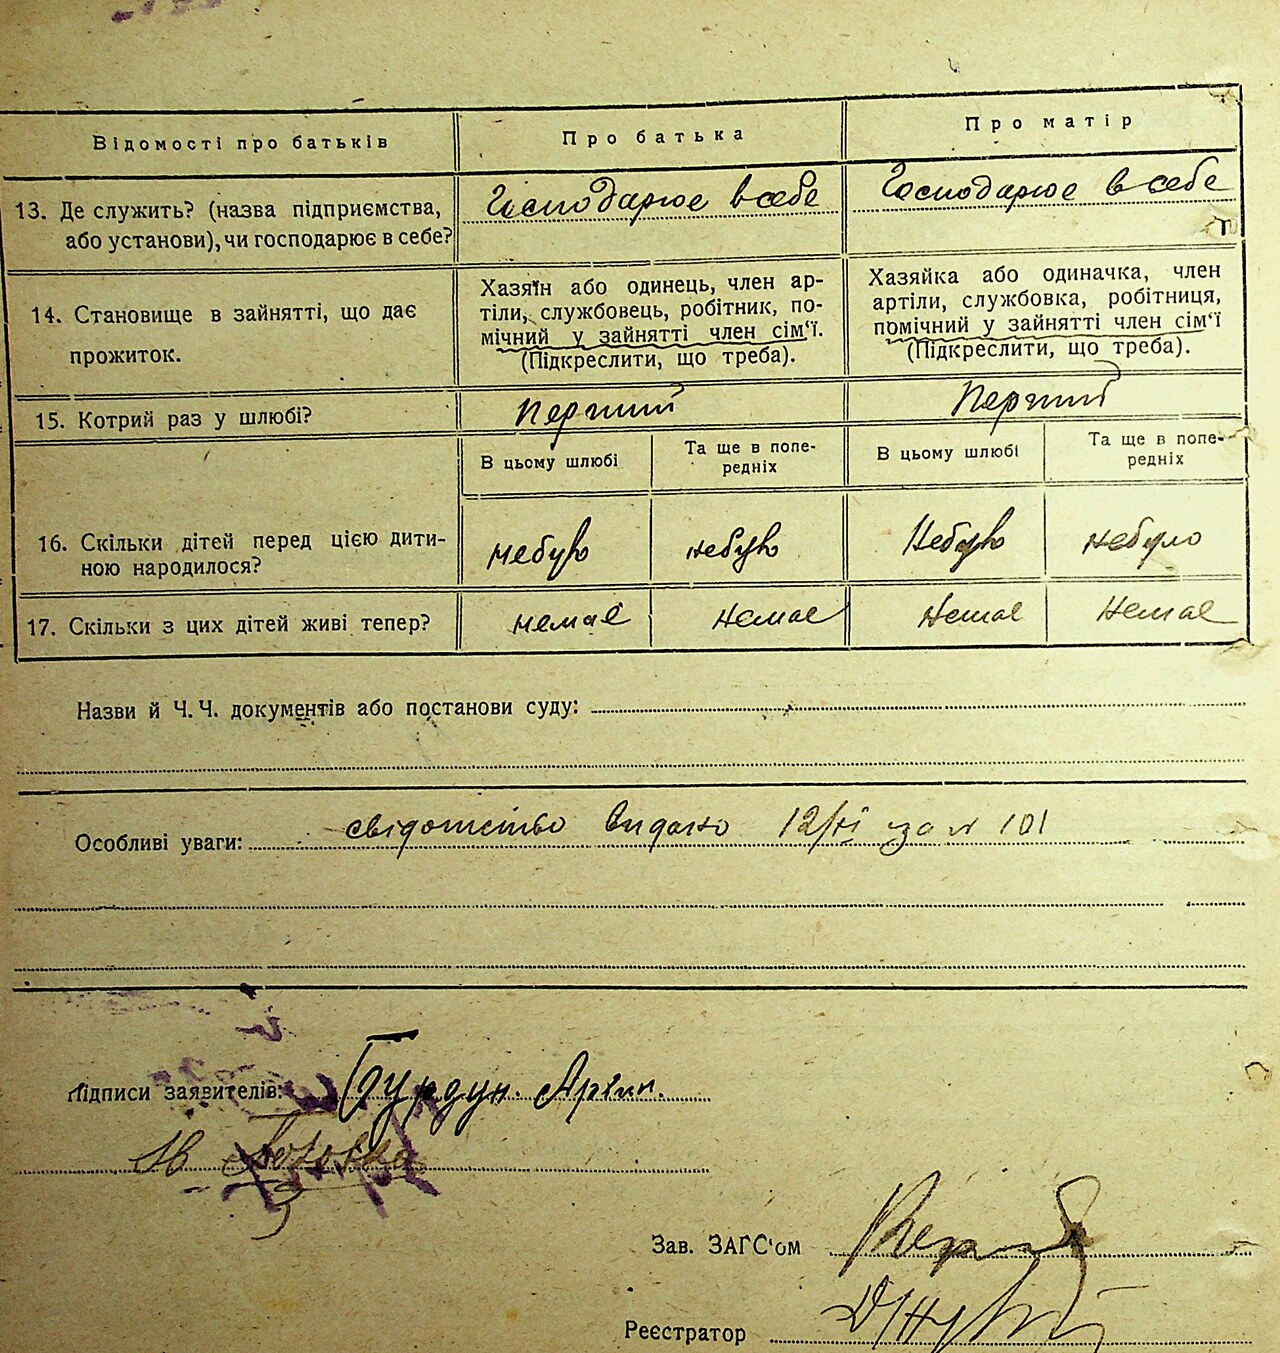 Відомості про батьків Про батька Про матір
13. Де служить? (назва підприємства, або установи), чи господарює в себе?
Господарює в себе
Господарює в себе
14. Становище в зайнятті, що дає прожиток.
Хазяїн або одинець, член ар-
тілі, службовець, робітник, по-
мічний у зайнятті член сім'ї.
(Підкреслити, що треба).
Хазяйка або одиначка, член
артілі, службовка, робітниця,
помічний у зайнятті член сім'ї
(Підкреслити, що треба).
15. Котрий раз у шлюбі? Перший Перший
В цьому шлюбі
Та ще в попе-
редніх
В цьому шлюбі
Та ще в попе-
редніх
16. Скільки дітей перед цією дити-
ною народилося?
небуло небуло Небуло небуло
17. Скільки з цих дітей живі тепер? немає немає немає немає
Назви й Ч. Ч. документів або постанови суду:
Особливі уваги: свідотство видано 12/XI за № 101
Підписи заявителів: Бурдун.
Зав. ЗАГС'ом
Реєстратор